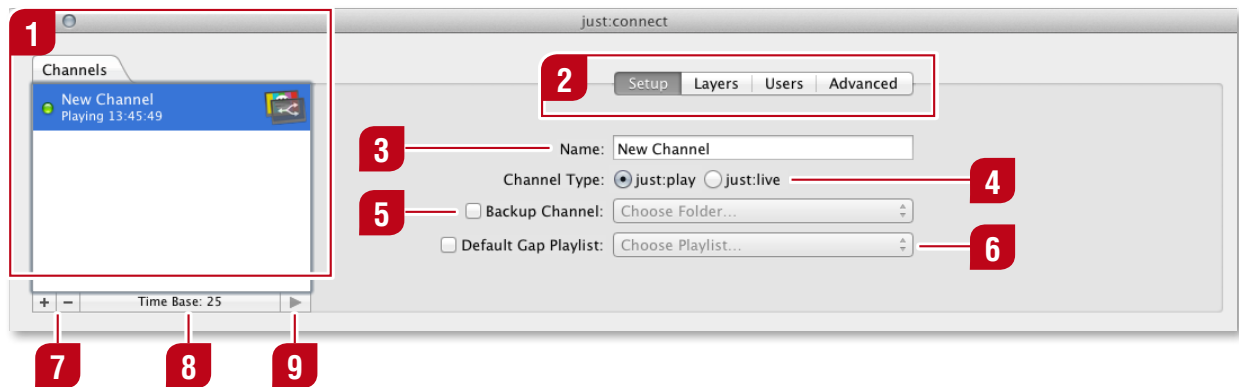 just:connect
1
Channels
2
Setup Layers Users Advanced
New Channel
Playing 13:45:49
3
Name: New Channel
Channel Type: just:play just:live
4
5
Backup Channel: Choose Folder...
Default Gap Playlist: Choose Playlist...
6
+ − Time Base: 25
7
8
9